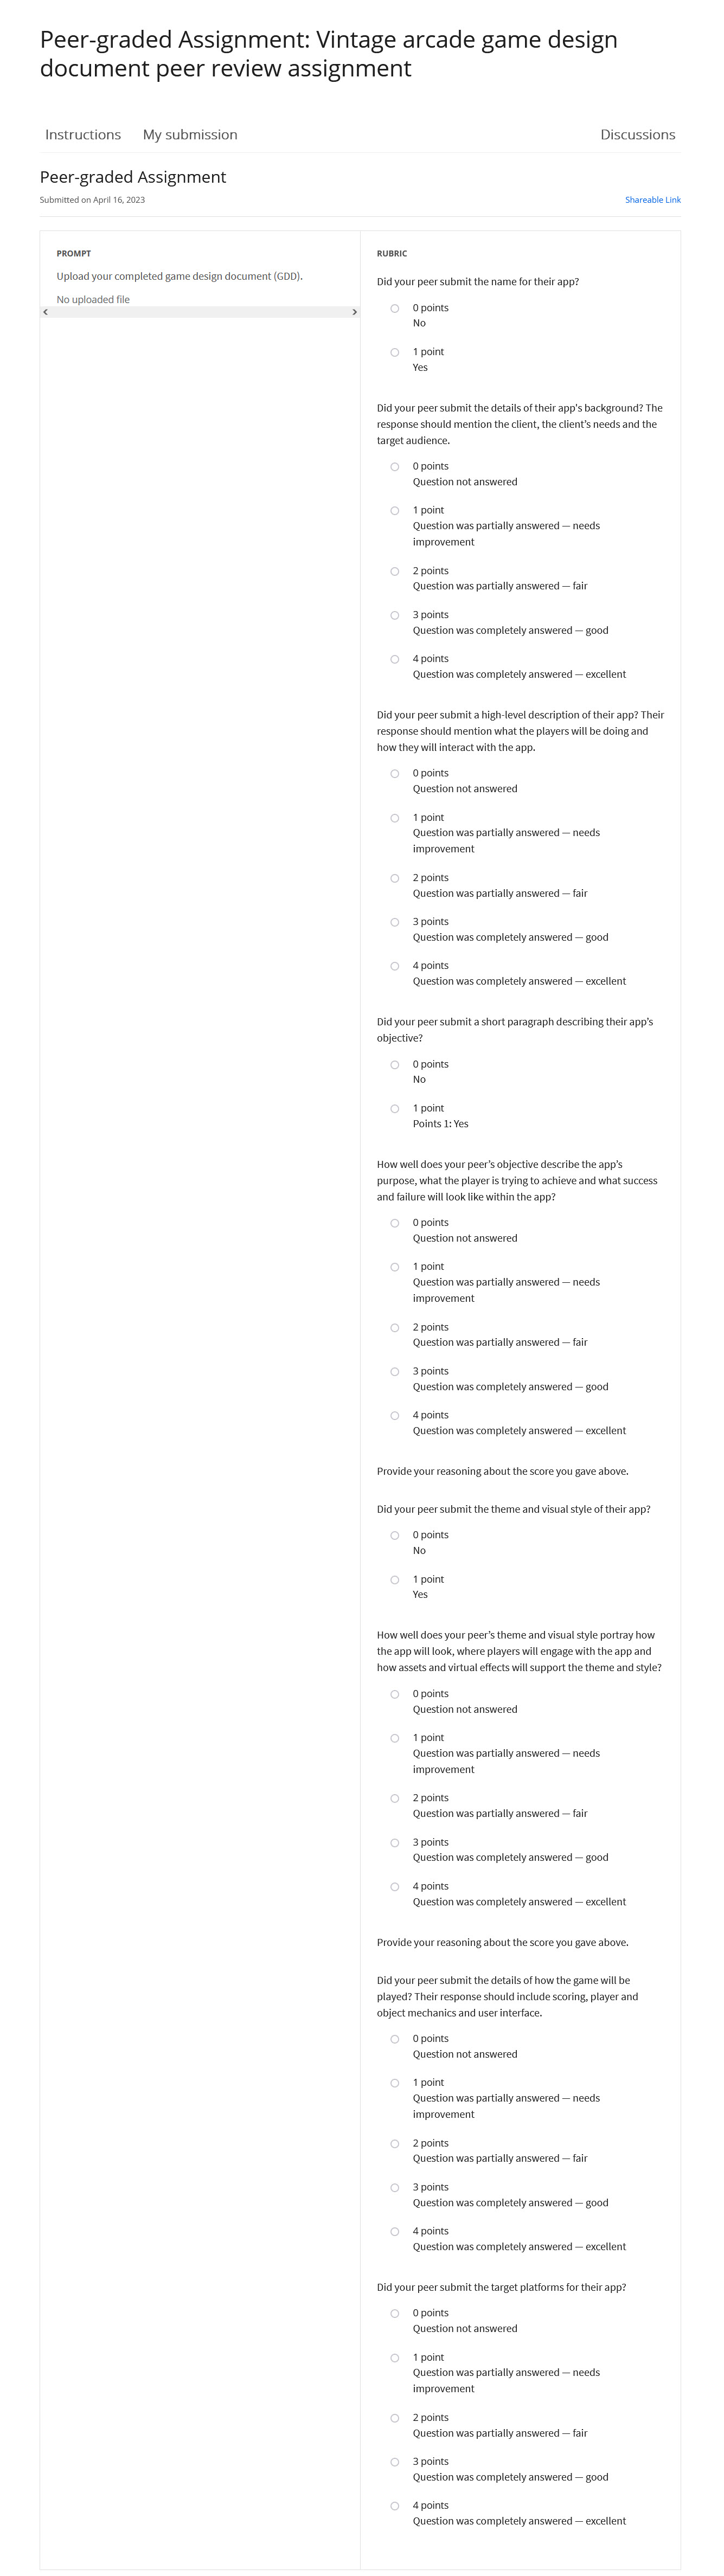 Peer-graded Assignment: Vintage arcade game design
document peer review assignment
Instructions
My submission
Discussions
Peer-graded Assignment
Submitted on April 16, 2023
Shareable Link
PROMPT
Upload your completed game design document (GDD).
No uploaded file
RUBRIC
Did your peer submit the name for their app?
0 points
No
1 point
Yes
Did your peer submit the details of their app's background? The
response should mention the client, the client’s needs and the
target audience.
0 points
Question not answered
1 point
Question was partially answered — needs
improvement
2 points
Question was partially answered — fair
3 points
Question was completely answered — good
4 points
Question was completely answered — excellent
Did your peer submit a high-level description of their app? Their
response should mention what the players will be doing and
how they will interact with the app.
0 points
Question not answered
1 point
Question was partially answered — needs
improvement
2 points
Question was partially answered — fair
3 points
Question was completely answered — good
4 points
Question was completely answered — excellent
Did your peer submit a short paragraph describing their app’s
objective?
0 points
No
1 point
Points 1: Yes
How well does your peer’s objective describe the app’s
purpose, what the player is trying to achieve and what success
and failure will look like within the app?
0 points
Question not answered
1 point
Question was partially answered — needs
improvement
2 points
Question was partially answered — fair
3 points
Question was completely answered — good
4 points
Question was completely answered — excellent
Provide your reasoning about the score you gave above.
Did your peer submit the theme and visual style of their app?
0 points
No
1 point
Yes
How well does your peer’s theme and visual style portray how
the app will look, where players will engage with the app and
how assets and virtual effects will support the theme and style?
0 points
Question not answered
1 point
Question was partially answered — needs
improvement
2 points
Question was partially answered — fair
3 points
Question was completely answered — good
4 points
Question was completely answered — excellent
Provide your reasoning about the score you gave above.
Did your peer submit the details of how the game will be
played? Their response should include scoring, player and
object mechanics and user interface.
0 points
Question not answered
1 point
Question was partially answered — needs
improvement
2 points
Question was partially answered — fair
3 points
Question was completely answered — good
4 points
Question was completely answered — excellent
Did your peer submit the target platforms for their app?
0 points
Question not answered
1 point
Question was partially answered — needs
improvement
2 points
Question was partially answered — fair
3 points
Question was completely answered — good
4 points
Question was completely answered — excellent